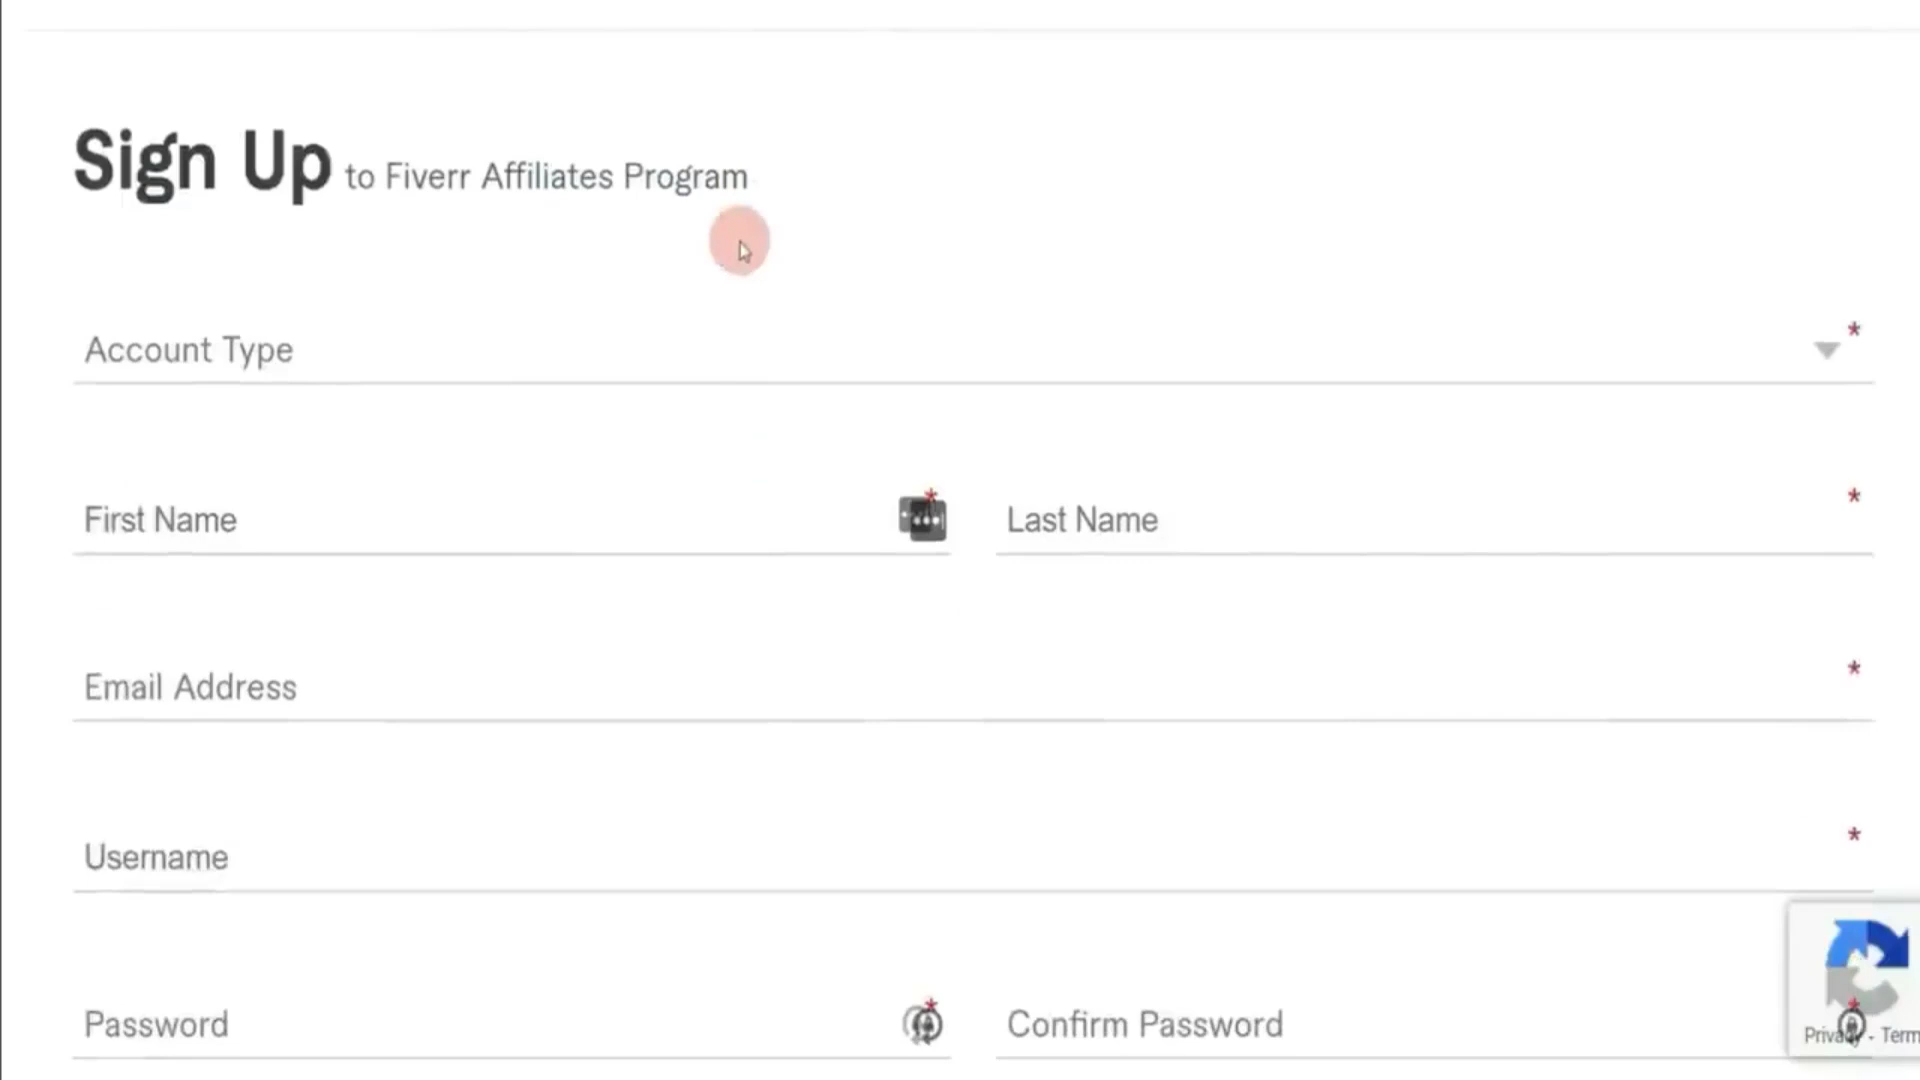 Sign Up to Fiverr Affiliates Program
Account Type *
First Name * Last Name *
Email Address *
Username *
Password * Confirm Password *